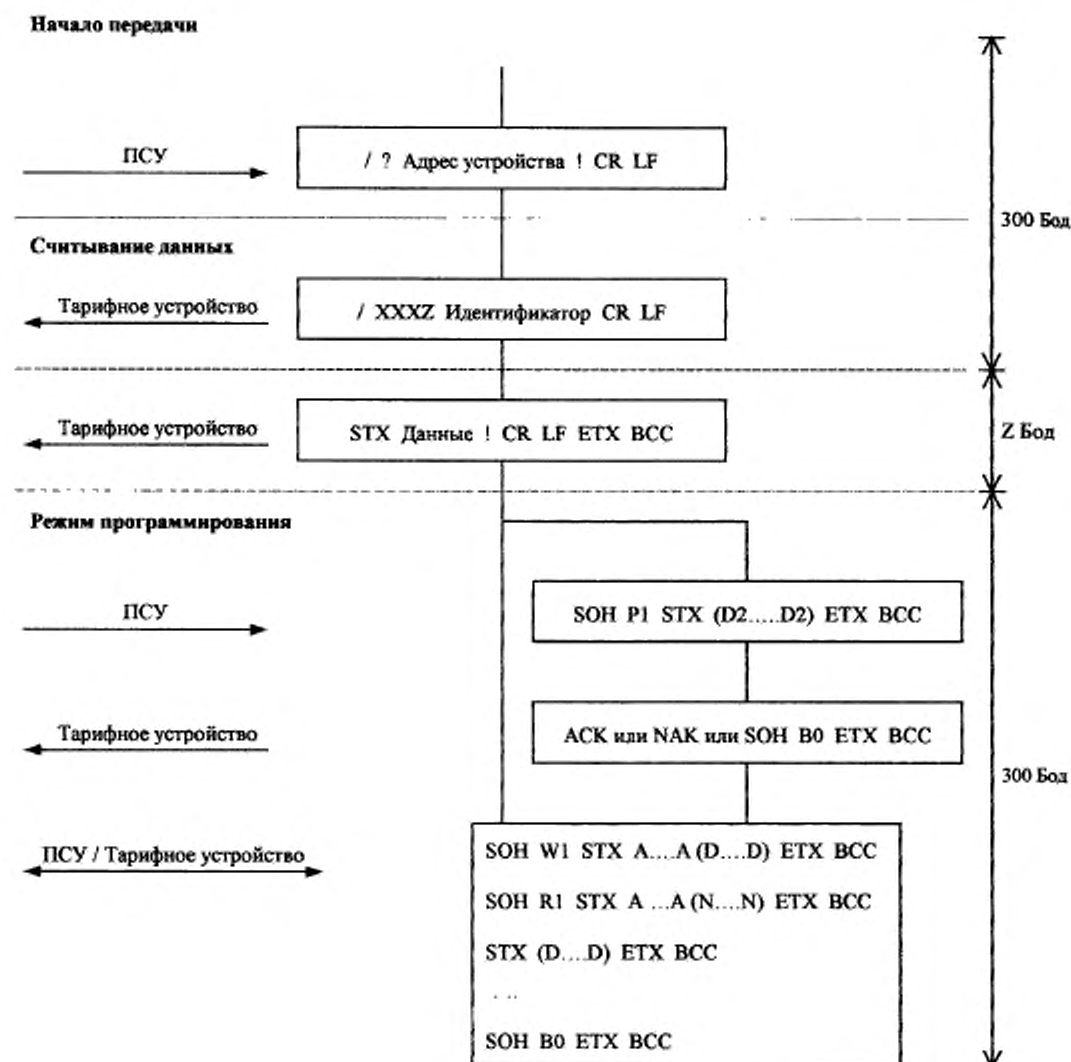 Начало передачи
ПСУ
/ ? Адрес устройства ! CR LF
300 Бод
Считывание данных
Тарифное устройство
/ XXXZ Идентификатор CR LF
Тарифное устройство
STX Данные ! CR LF ETX BCC
Z Бод
Режим программирования
ПСУ
SOH P1 STX (D2.....D2) ETX BCC
Тарифное устройство
ACK или NAK или SOH B0 ETX BCC
300 Бод
ПСУ / Тарифное устройство
SOH W1 STX A....A (D....D) ETX BCC
SOH R1 STX A ...A (N....N) ETX BCC
STX (D....D) ETX BCC
. ..
SOH B0 ETX BCC